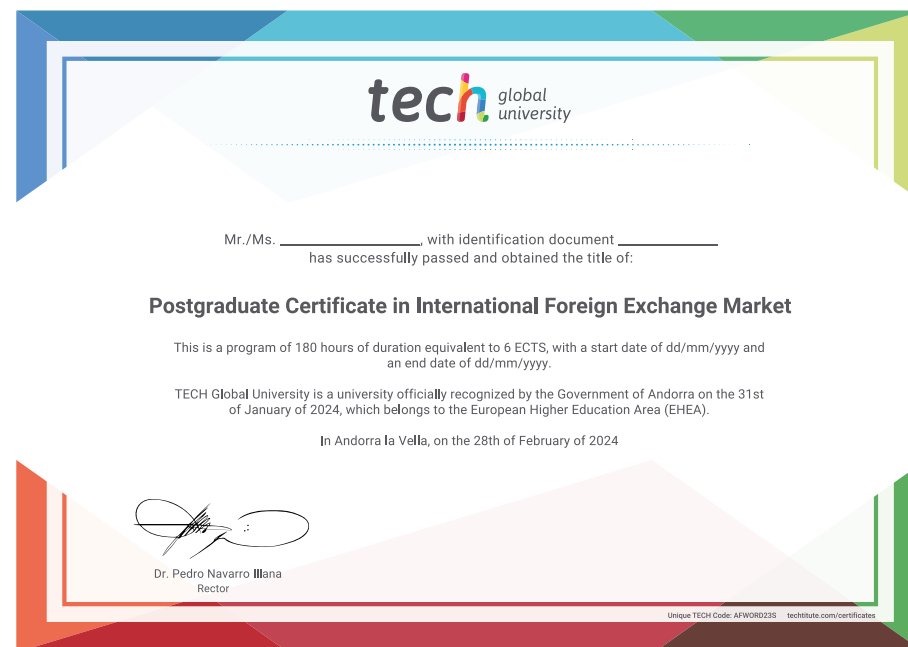 tech global university
Mr./Ms. ____________________, with identification document ______________
has successfully passed and obtained the title of:
Postgraduate Certificate in International Foreign Exchange Market
This is a program of 180 hours of duration equivalent to 6 ECTS, with a start date of dd/mm/yyyy and
an end date of dd/mm/yyyy.
TECH Global University is a university officially recognized by the Government of Andorra on the 31st
of January of 2024, which belongs to the European Higher Education Area (EHEA).
In Andorra la Vella, on the 28th of February of 2024
Dr. Pedro Navarro Illana
Rector
Unique TECH Code: AFWORD23S techtitute.com/certificates